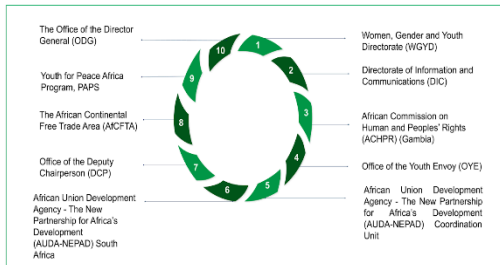 The Office of the Director
General (ODG)
Youth for Peace Africa
Program, PAPS
The African Continental
Free Trade Area (AfCFTA)
Office of the Deputy
Chairperson (DCP)
African Union Development
Agency - The New
Partnership for Africa's
Development
(AUDA-NEPAD) South
Africa
10
1
2
3
4
5
6
7
8
9
Women, Gender and Youth
Directorate (WGYD)
Directorate of Information and
Communications (DIC)
African Commission on
Human and Peoples' Rights
(ACHPR) (Gambia)
Office of the Youth Envoy (OYE)
African Union Development
Agency - The New Partnership
for Africa's Development
(AUDA-NEPAD) Coordination
Unit